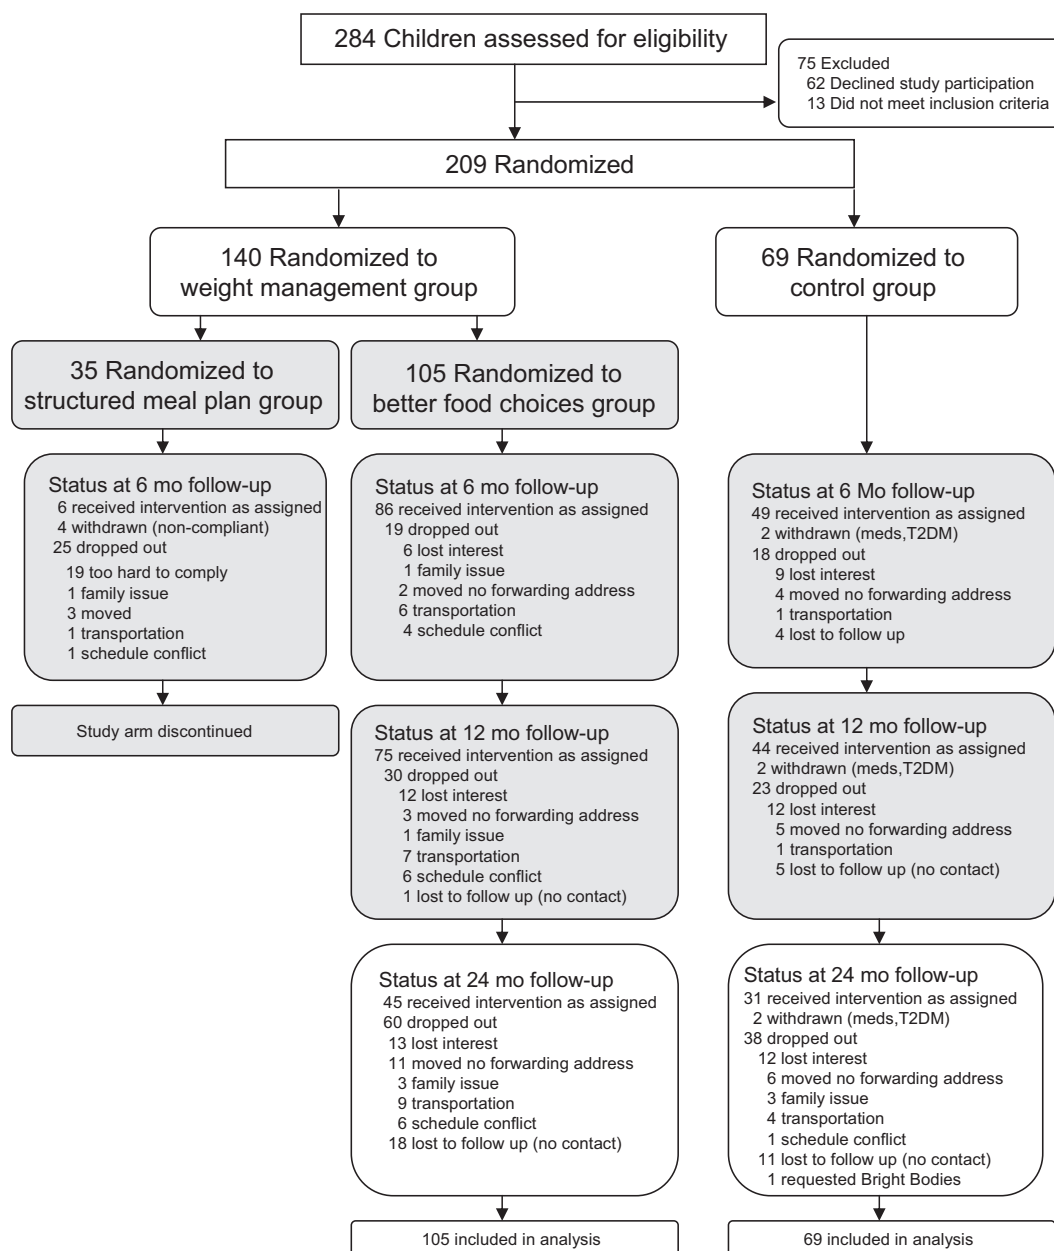 284 Children assessed for eligibility
75 Excluded
62 Declined study participation
13 Did not meet inclusion criteria
209 Randomized
140 Randomized to
weight management group
69 Randomized to
control group
35 Randomized to
structured meal plan group
105 Randomized to
better food choices group
Status at 6 mo follow-up
6 received intervention as assigned
4 withdrawn (non-compliant)
25 dropped out
19 too hard to comply
1 family issue
3 moved
1 transportation
1 schedule conflict
Status at 6 mo follow-up
86 received intervention as assigned
19 dropped out
6 lost interest
1 family issue
2 moved no forwarding address
6 transportation
4 schedule conflict
Status at 6 Mo follow-up
49 received intervention as assigned
2 withdrawn (meds,T2DM)
18 dropped out
9 lost interest
4 moved no forwarding address
1 transportation
4 lost to follow up
Study arm discontinued
Status at 12 mo follow-up
75 received intervention as assigned
30 dropped out
12 lost interest
3 moved no forwarding address
1 family issue
7 transportation
6 schedule conflict
1 lost to follow up (no contact)
Status at 12 mo follow-up
44 received intervention as assigned
2 withdrawn (meds,T2DM)
23 dropped out
12 lost interest
5 moved no forwarding address
1 transportation
5 lost to follow up (no contact)
Status at 24 mo follow-up
45 received intervention as assigned
60 dropped out
13 lost interest
11 moved no forwarding address
3 family issue
9 transportation
6 schedule conflict
18 lost to follow up (no contact)
Status at 24 mo follow-up
31 received intervention as assigned
2 withdrawn (meds,T2DM)
38 dropped out
12 lost interest
6 moved no forwarding address
3 family issue
4 transportation
1 schedule conflict
11 lost to follow up (no contact)
1 requested Bright Bodies
105 included in analysis
69 included in analysis